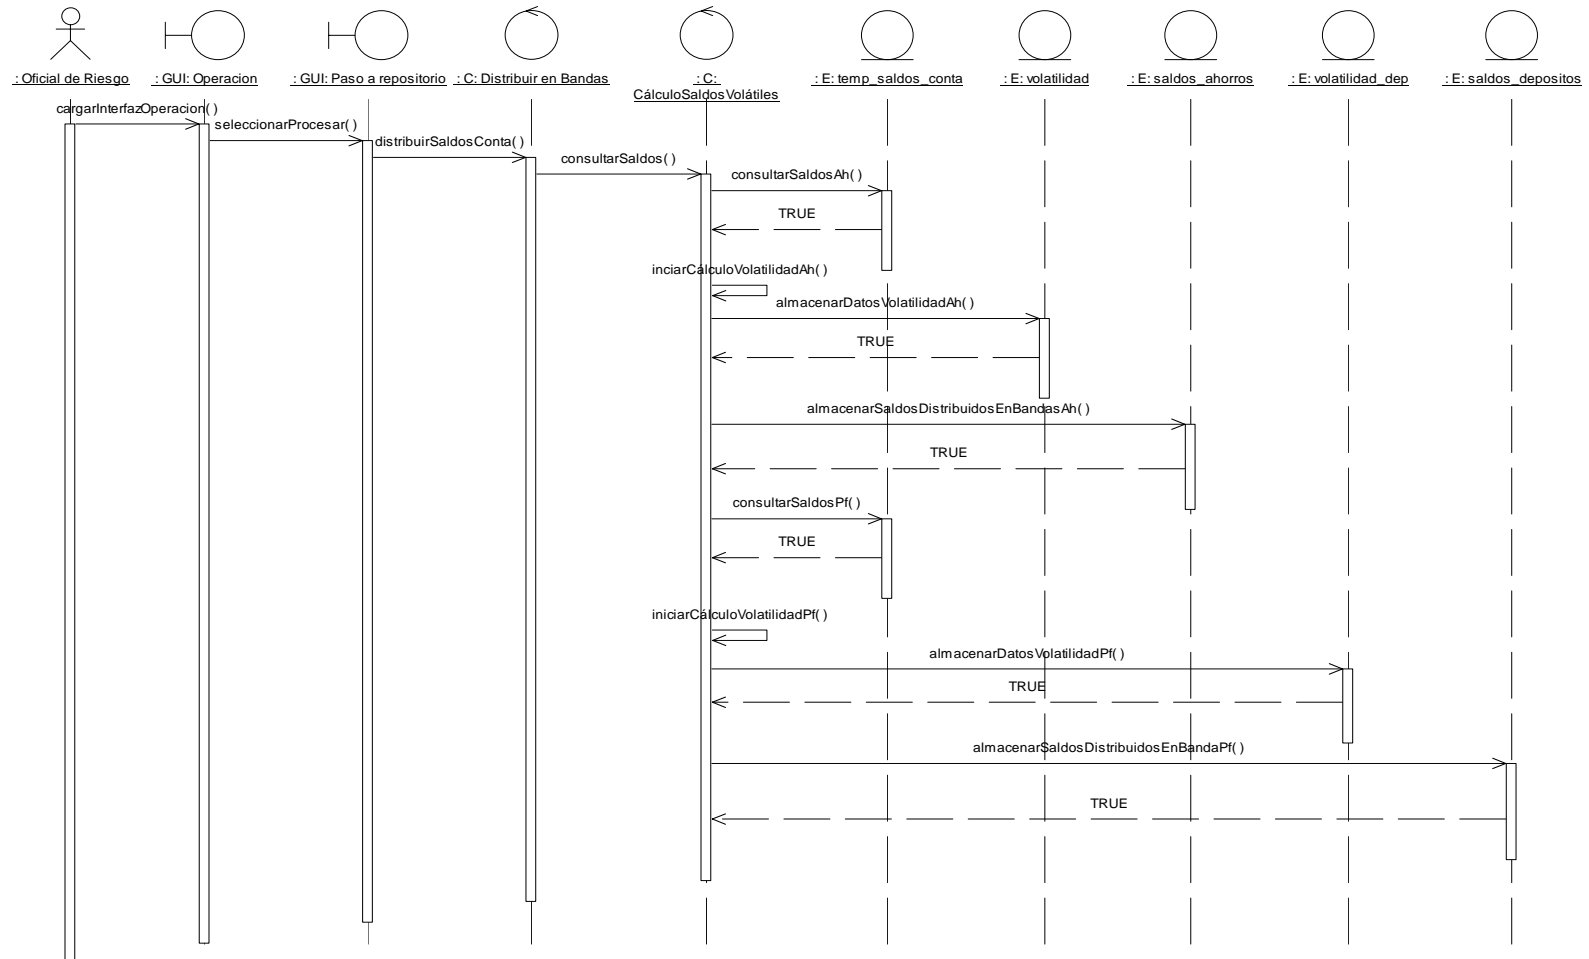 : Oficial de Riesgo
: GUI: Operacion
: GUI: Paso a repositorio
: C: Distribuir en Bandas
: C:
CálculoSaldosVolátiles
: E: temp_saldos_conta
: E: volatilidad
: E: saldos_ahorros
: E: volatilidad_dep
: E: saldos_depositos
cargarInterfazOperacion( )
seleccionarProcesar( )
distribuirSaldosConta( )
consultarSaldos( )
consultarSaldosAh( )
TRUE
inciarCálculoVolatilidadAh( )
almacenarDatosVolatilidadAh( )
TRUE
almacenarSaldosDistribuidosEnBandasAh( )
TRUE
consultarSaldosPf( )
TRUE
iniciarCálculoVolatilidadPf( )
almacenarDatosVolatilidadPf( )
TRUE
almacenarSaldosDistribuidosEnBandaPf( )
TRUE